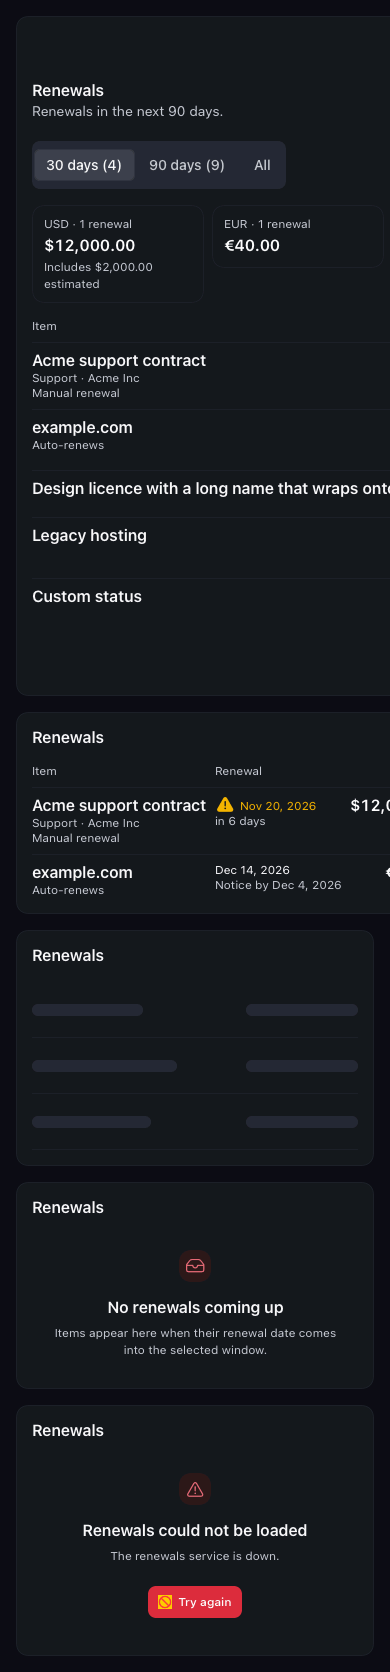 Renewals
Renewals in the next 90 days.
30 days (4) 90 days (9) All
USD · 1 renewal
$12,000.00
Includes $2,000.00
estimated
EUR · 1 renewal
€40.00
Item
Acme support contract
Support · Acme Inc
Manual renewal
example.com
Auto-renews
Design licence with a long name that wraps
Legacy hosting
Custom status
Renewals
Item Renewal
Acme support contract Nov 20, 2026
Support · Acme Inc in 6 days
Manual renewal
example.com Dec 14, 2026
Auto-renews Notice by Dec 4, 2026
Renewals
Renewals
No renewals coming up
Items appear here when their renewal date comes
into the selected window.
Renewals
Renewals could not be loaded
The renewals service is down.
Try again